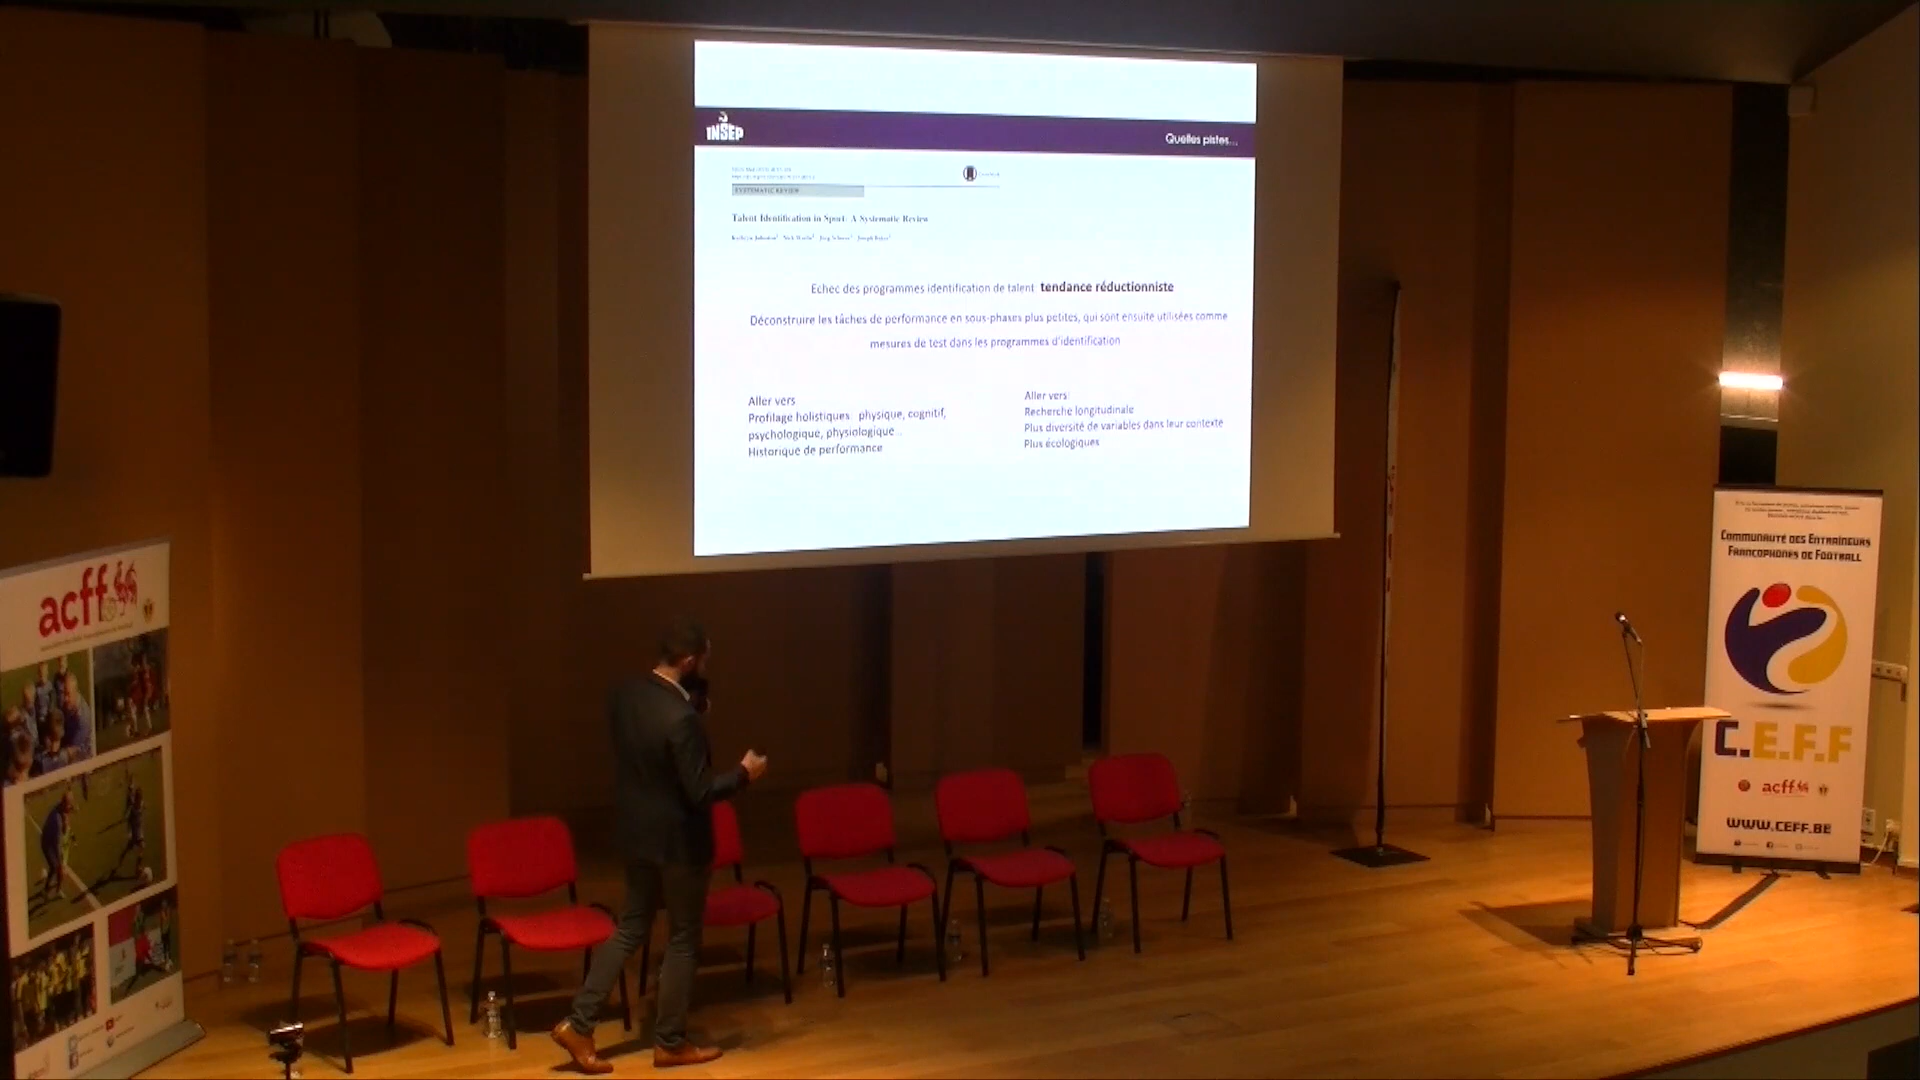 INSEP
Quelles pistes...
SYSTEMATIC REVIEW
Talent Identification in Sport: A Systematic Review
Echec des programmes identification de talent tendance réductionniste
Déconstruire les tâches de performance en sous-phases plus petites, qui sont ensuite utilisées comme
mesures de test dans les programmes d'identification
Aller vers
Profilage holistiques physique, cognitif,
psychologique, physiologique...
Historique de performance
Aller vers
Recherche longitudinale
Plus diversité de variables dans leur contexte
Plus écologiques
acff
Communauté des Entraîneurs
Francophones de Football
C.E.F.F
acff
www.ceff.be